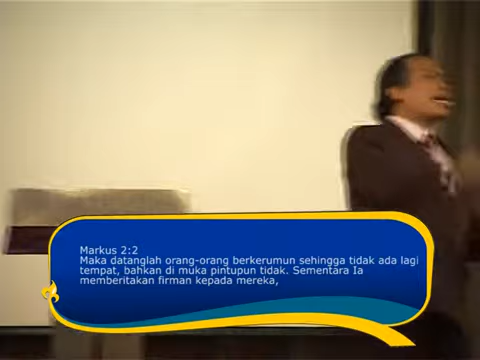 Markus 2:2
Maka datanglah orang-orang berkerumun sehingga tidak ada lagi
tempat, bahkan di muka pintupun tidak. Sementara Ia
memberitakan firman kepada mereka,